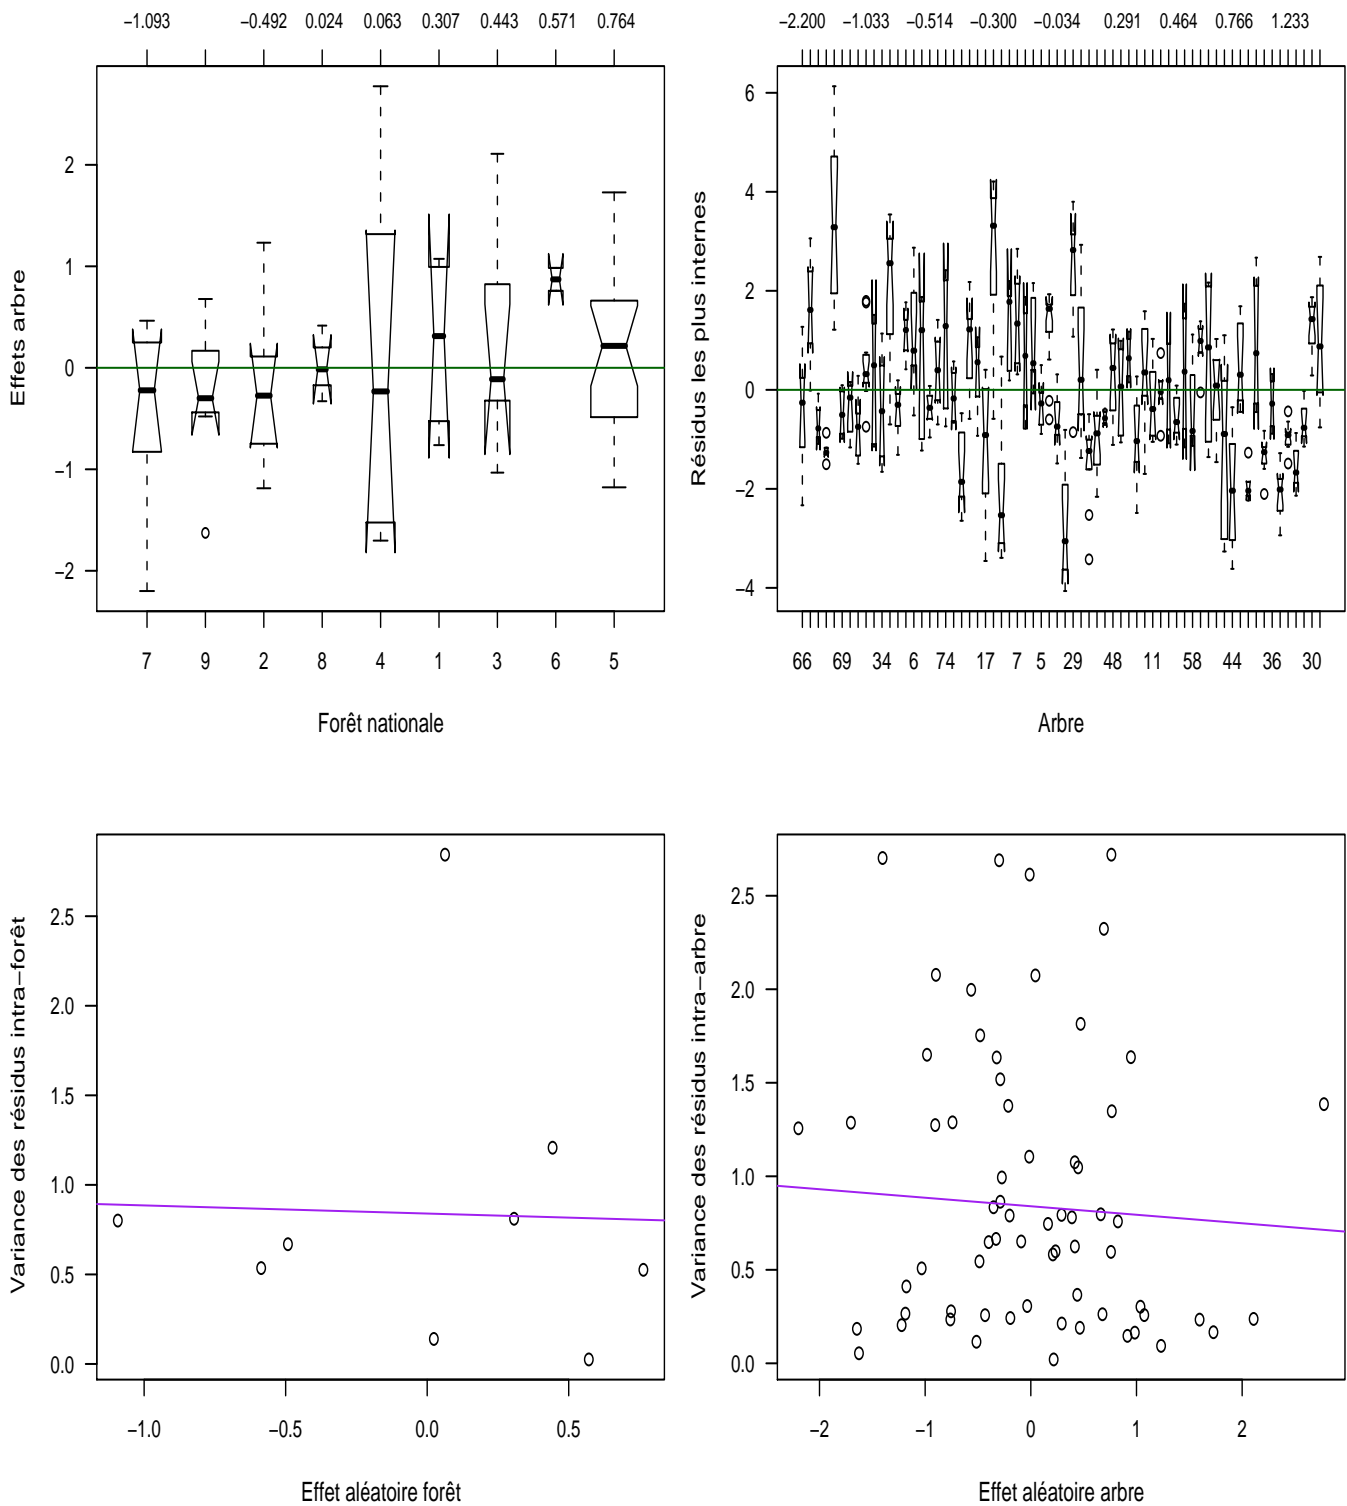 −1.093 −0.492 0.024 0.063 0.307 0.443 0.571 0.764
2
1
0
−1
−2
Effets arbre
7 9 2 8 4 1 3 6 5
Forêt nationale
−2.200 −1.033 −0.514 −0.300 −0.034 0.291 0.464 0.766 1.233
6
4
2
0
−2
−4
Résidus les plus internes
66 69 34 6 74 17 7 5 29 48 11 58 44 36 30
Arbre
2.5
2.0
1.5
1.0
0.5
0.0
Variance des résidus intra−forêt
−1.0 −0.5 0.0 0.5
Effet aléatoire forêt
2.5
2.0
1.5
1.0
0.5
0.0
Variance des résidus intra−arbre
−2 −1 0 1 2
Effet aléatoire arbre